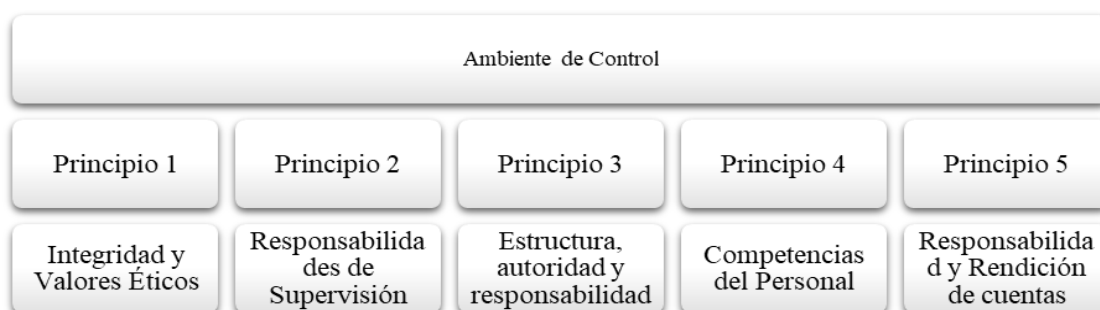 Ambiente de Control
Principio 1
Principio 2
Principio 3
Principio 4
Principio 5
Integridad y
Valores Éticos
Responsabilida
des de
Supervisión
Estructura,
autoridad y
responsabilidad
Competencias
del Personal
Responsabilida
d y Rendición
de cuentas